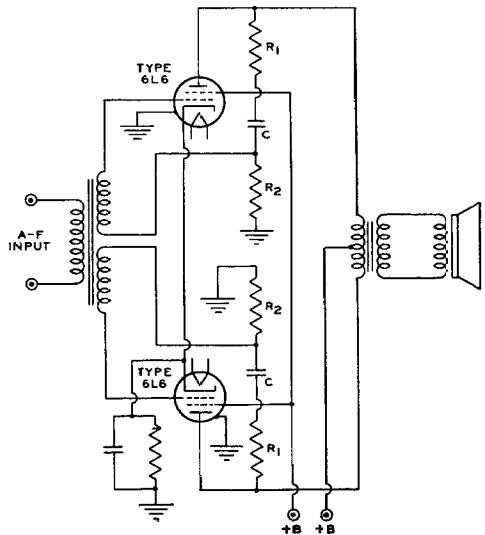 TYPE
6L6
R1
C
R2
A-F
INPUT
R2
TYPE
6L6
C
R1
+B +B